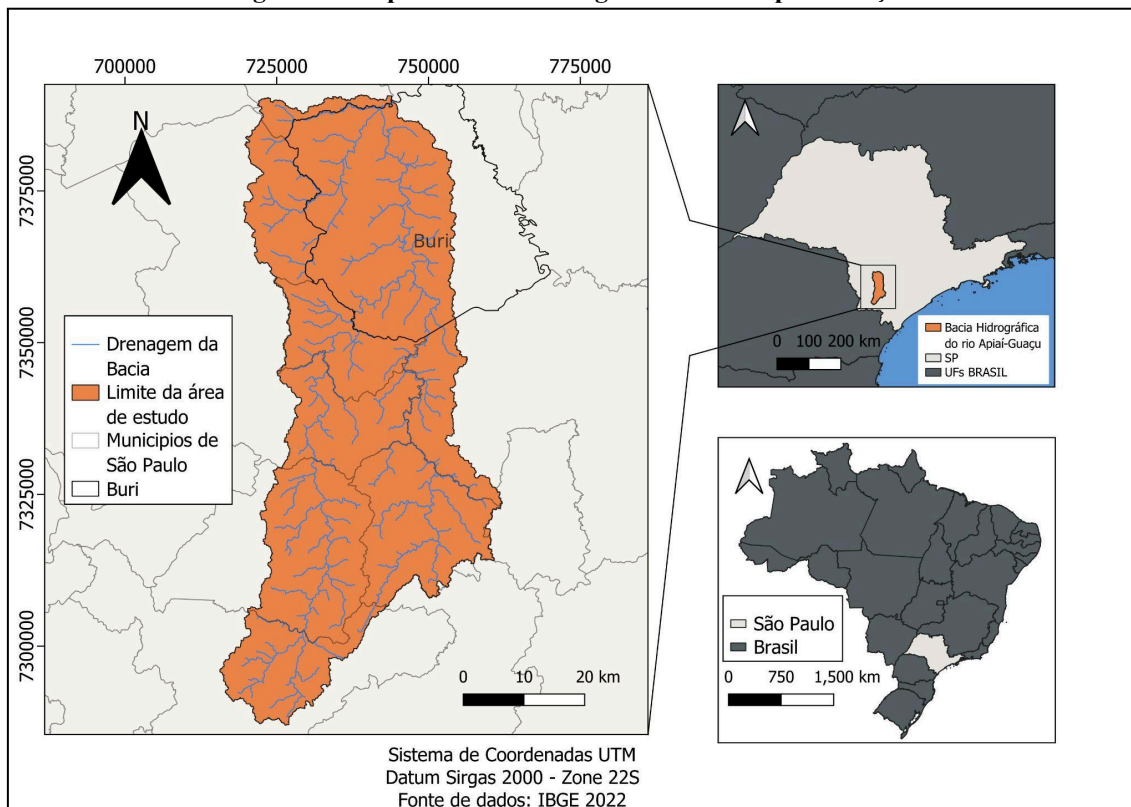 700000 725000 750000 775000
N
7375000
7350000
7325000
7300000
Buri
Drenagem da
Bacia
Limite da área
de estudo
Municipios de
São Paulo
Buri
0 10 20 km
Sistema de Coordenadas UTM
Datum Sirgas 2000 - Zone 22S
Fonte de dados: IBGE 2022
0 100 200 km
Bacia Hidrográfica
do rio Apiaí-Guaçu
SP
UFs BRASIL
São Paulo
Brasil
0 750 1,500 km